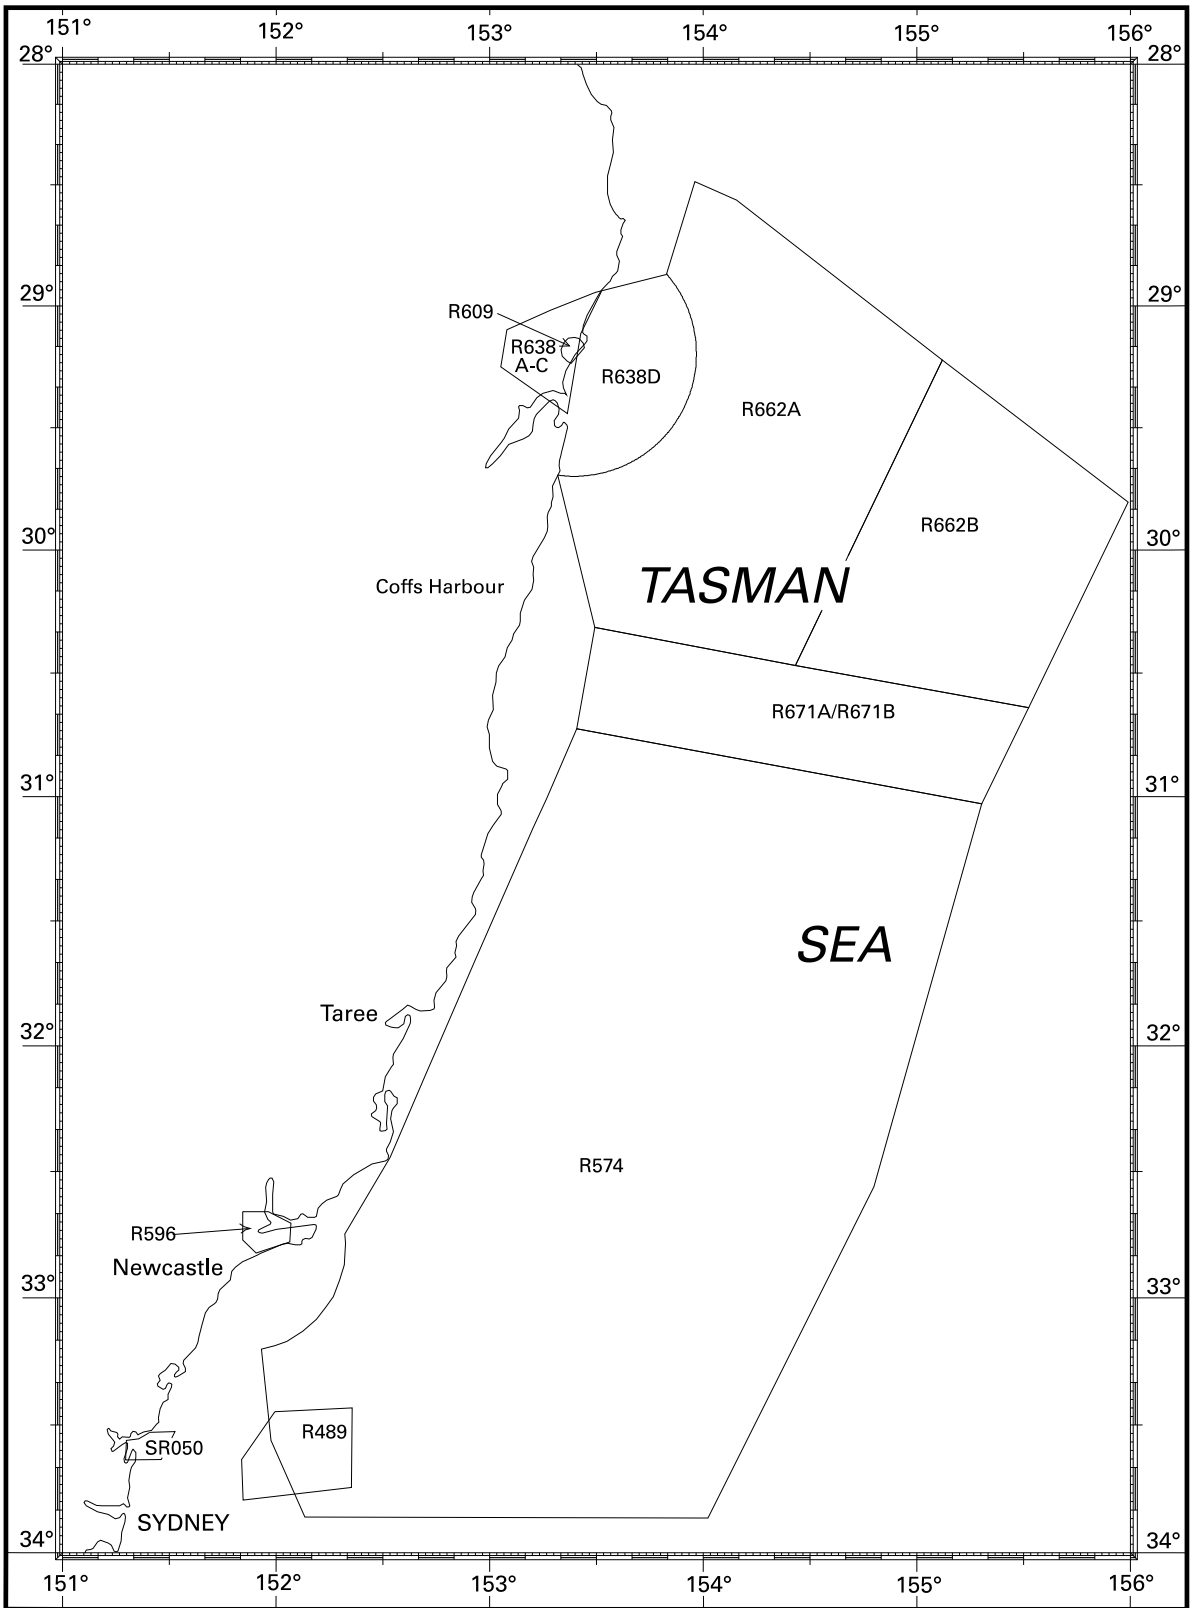 151°
152°
153°
154°
155°
156°
28°
28°
29°
29°
R609
R638
A-C
R638D
R662A
R662B
30°
30°
Coffs Harbour
TASMAN
R671A/R671B
31°
31°
SEA
Taree
32°
32°
R574
R596
Newcastle
33°
33°
R489
SR050
SYDNEY
34°
34°
151°
152°
153°
154°
155°
156°